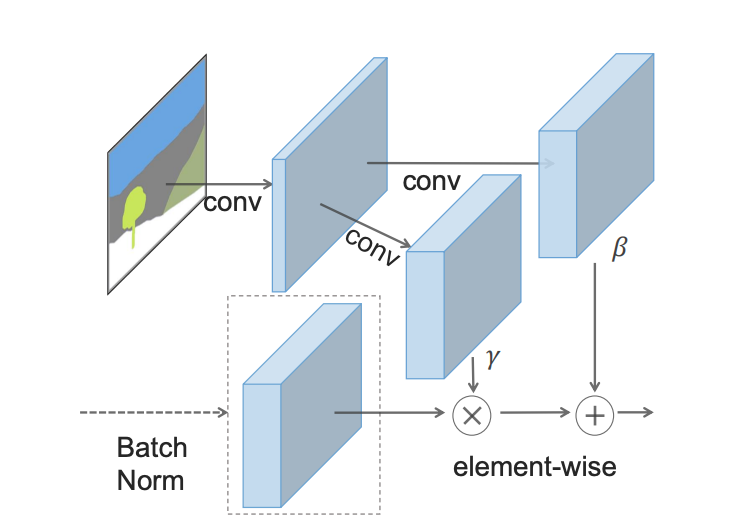 conv
conv
conv
β
γ
×
+
Batch
Norm
element-wise